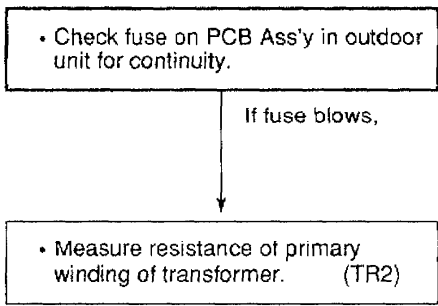 • Check fuse on PCB Ass'y in outdoor
unit for continuity.
If fuse blows,
• Measure resistance of primary
winding of transformer. (TR2)